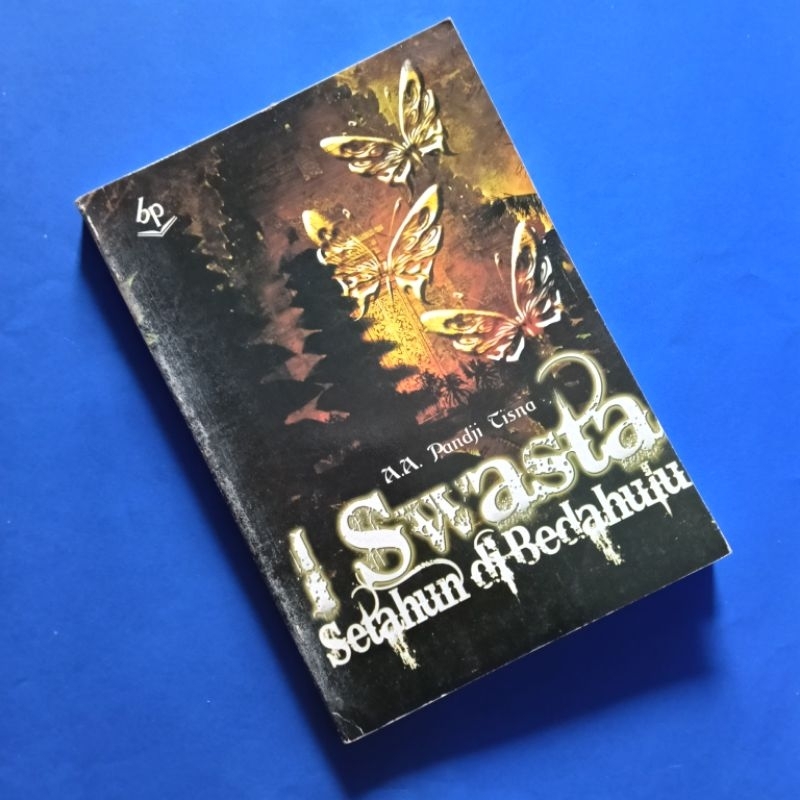 bp
A.A. Pandji Tisna
I Swasta
Setahun di Bedahulu